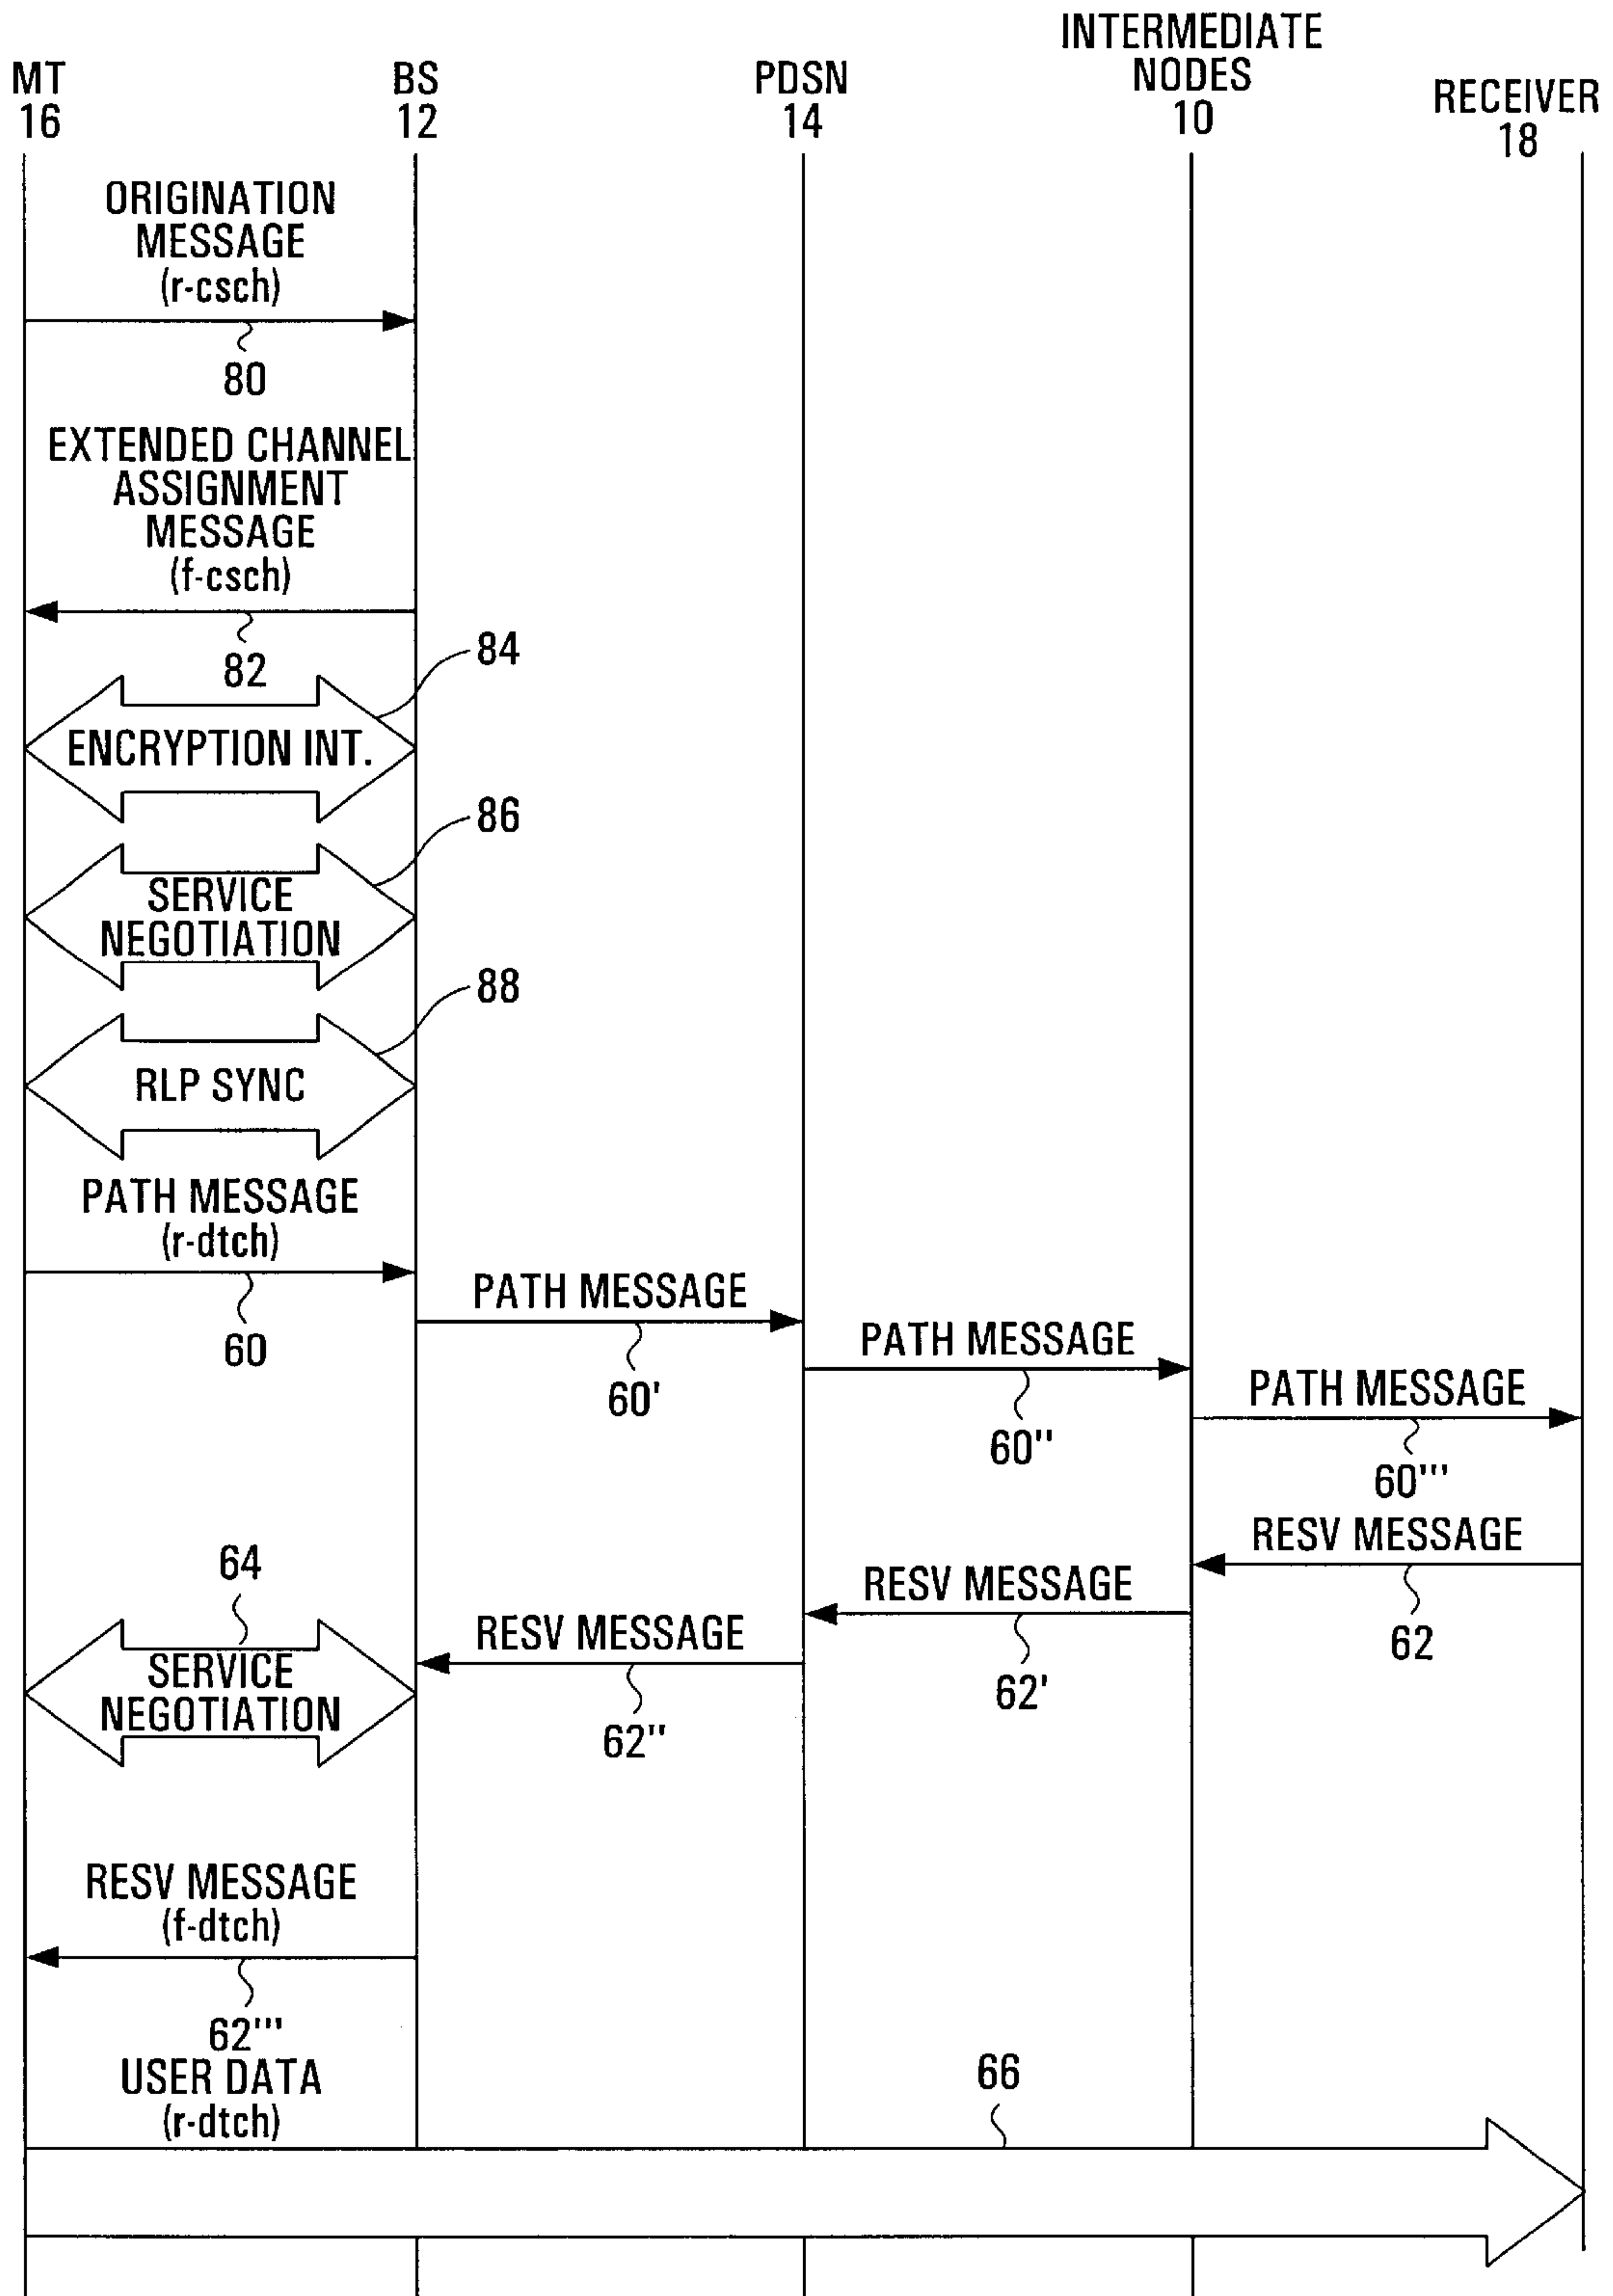 INTERMEDIATE
NODES
10
MT
16
BS
12
PDSN
14
RECEIVER
18
ORIGINATION
MESSAGE
(r-csch)
80
EXTENDED CHANNEL
ASSIGNMENT
MESSAGE
(f-csch)
82
84
ENCRYPTION INT.
86
SERVICE
NEGOTIATION
88
RLP SYNC
PATH MESSAGE
(r-dtch)
60
PATH MESSAGE
60'
PATH MESSAGE
60''
PATH MESSAGE
60'''
RESV MESSAGE
62
RESV MESSAGE
62'
RESV MESSAGE
62''
64
SERVICE
NEGOTIATION
RESV MESSAGE
(f-dtch)
62'''
USER DATA
(r-dtch)
66